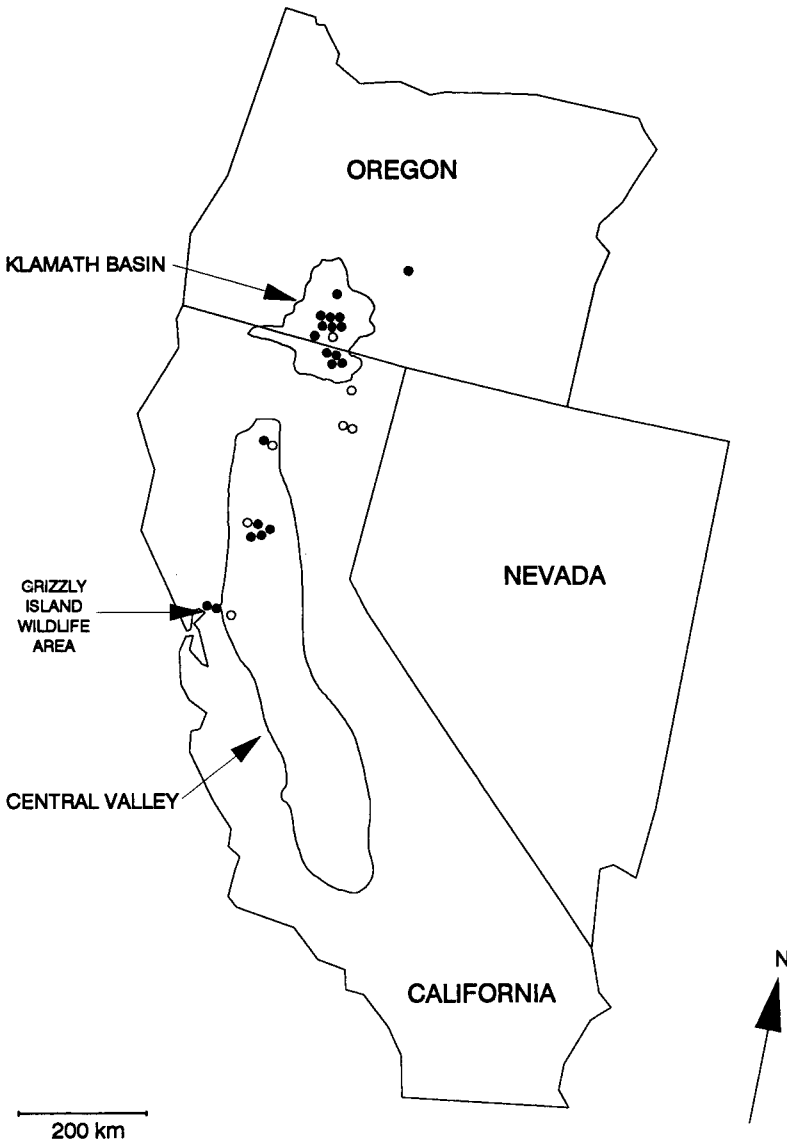 OREGON
KLAMATH BASIN
NEVADA
GRIZZLY
ISLAND
WILDLIFE
AREA
CENTRAL VALLEY
CALIFORNIA
N
200 km